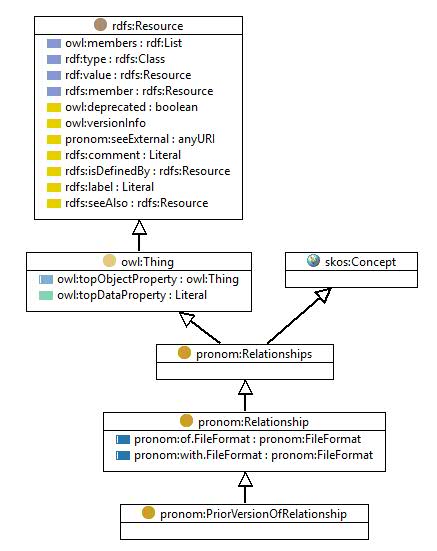 rdfs:Resource
owl:members : rdf:List
rdf:type : rdfs:Class
rdf:value : rdfs:Resource
rdfs:member : rdfs:Resource
owl:deprecated : boolean
owl:versionInfo
pronom:seeExternal : anyURI
rdfs:comment : Literal
rdfs:isDefinedBy : rdfs:Resource
rdfs:label : Literal
rdfs:seeAlso : rdfs:Resource
owl:Thing
owl:topObjectProperty : owl:Thing
owl:topDataProperty : Literal
skos:Concept
pronom:Relationships
pronom:Relationship
pronom:of.FileFormat : pronom:FileFormat
pronom:with.FileFormat : pronom:FileFormat
pronom:PriorVersionOfRelationship